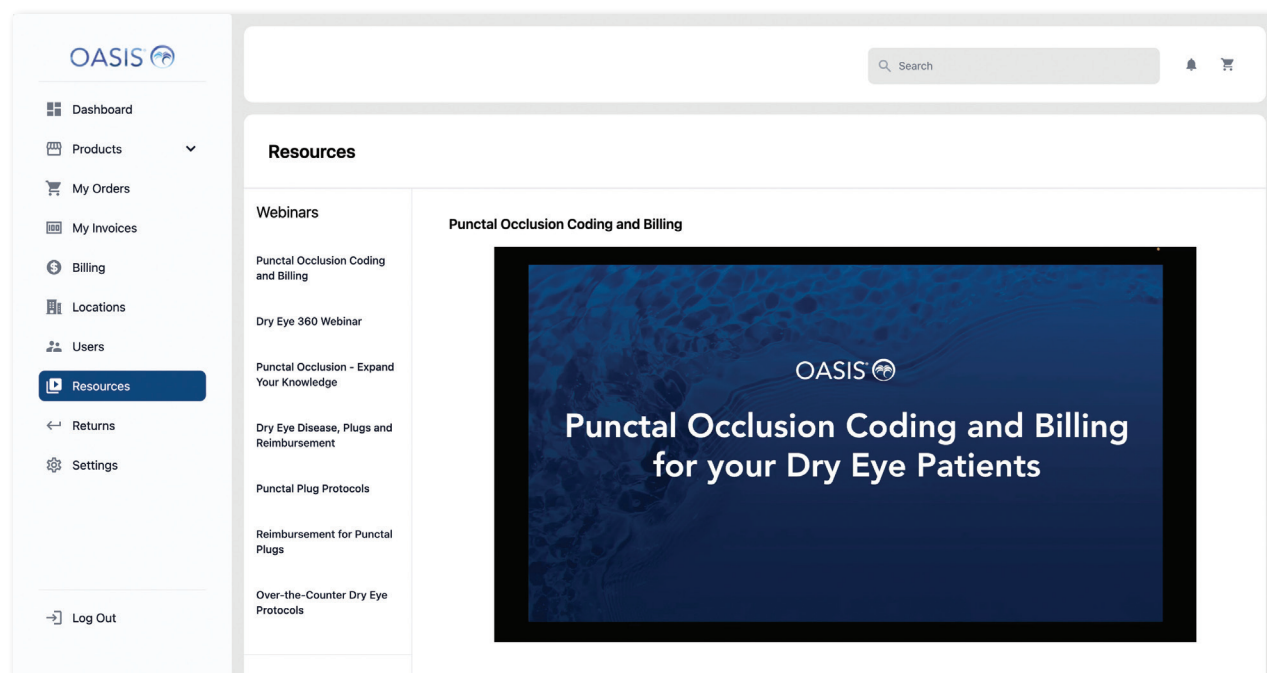 OASIS®
Dashboard
Products
My Orders
My Invoices
Billing
Locations
Users
Resources
Returns
Settings
Log Out
Search
Resources
Webinars
Punctal Occlusion Coding
and Billing
Dry Eye 360 Webinar
Punctal Occlusion - Expand
Your Knowledge
Dry Eye Disease, Plugs and
Reimbursement
Punctal Plug Protocols
Reimbursement for Punctal
Plugs
Over-the-Counter Dry Eye
Protocols
Punctal Occlusion Coding and Billing
OASIS®
Punctal Occlusion Coding and Billing
for your Dry Eye Patients